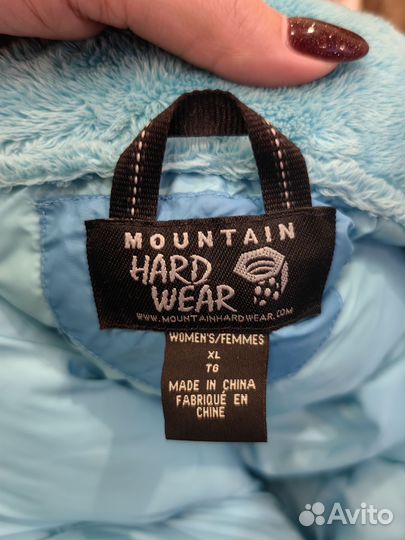 MOUNTAIN
HARD
WEAR
WWW.MOUNTAINHARDWEAR.COM
WOMEN'S/FEMMES
XL
TG
MADE IN CHINA
FABRIQUÉ EN
CHINE
Avito